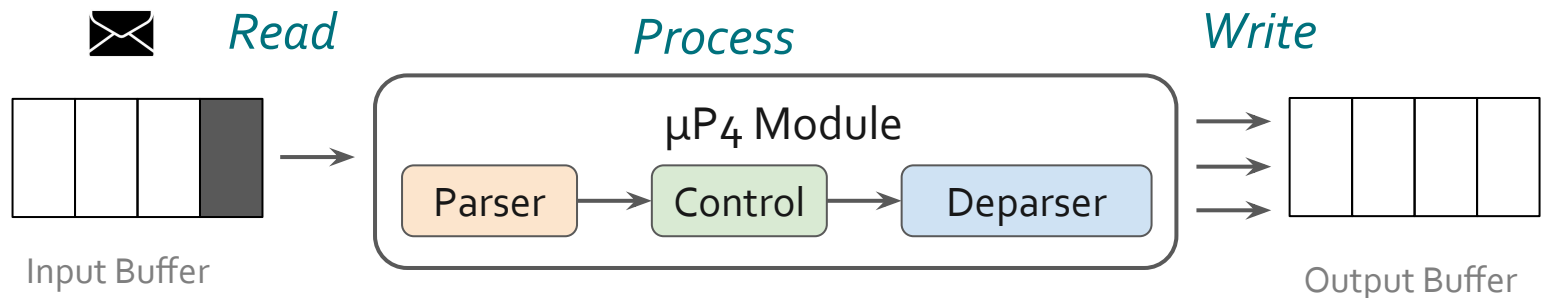 Read
Process
Write
µP4 Module
Parser
Control
Deparser
Input Buffer
Output Buffer